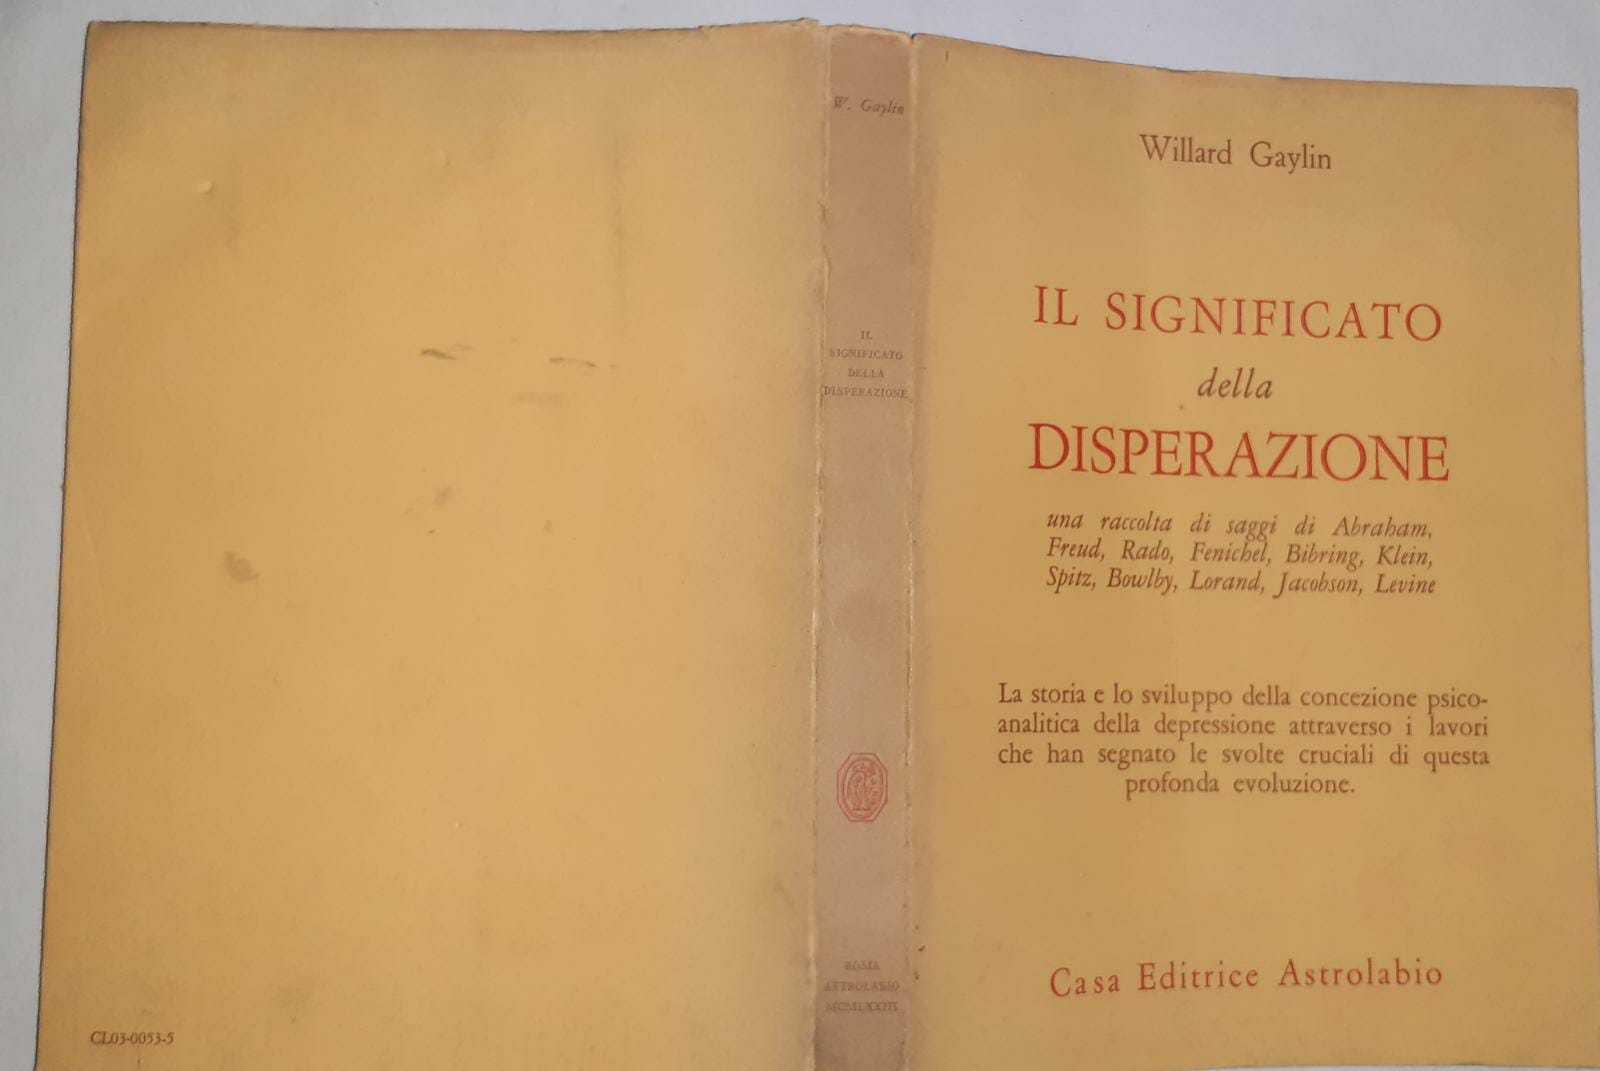 CL03-0053-5
W. Gaylin
IL
SIGNIFICATO
DELLA
DISPERAZIONE
ROMA
ASTROLABIO
MCMLXXIII
Willard Gaylin
IL SIGNIFICATO
della
DISPERAZIONE
una raccolta di saggi di Abraham,
Freud, Rado, Fenichel, Bibring, Klein,
Spitz, Bowlby, Lorand, Jacobson, Levine
La storia e lo sviluppo della concezione psico-
analitica della depressione attraverso i lavori
che han segnato le svolte cruciali di questa
profonda evoluzione.
Casa Editrice Astrolabio